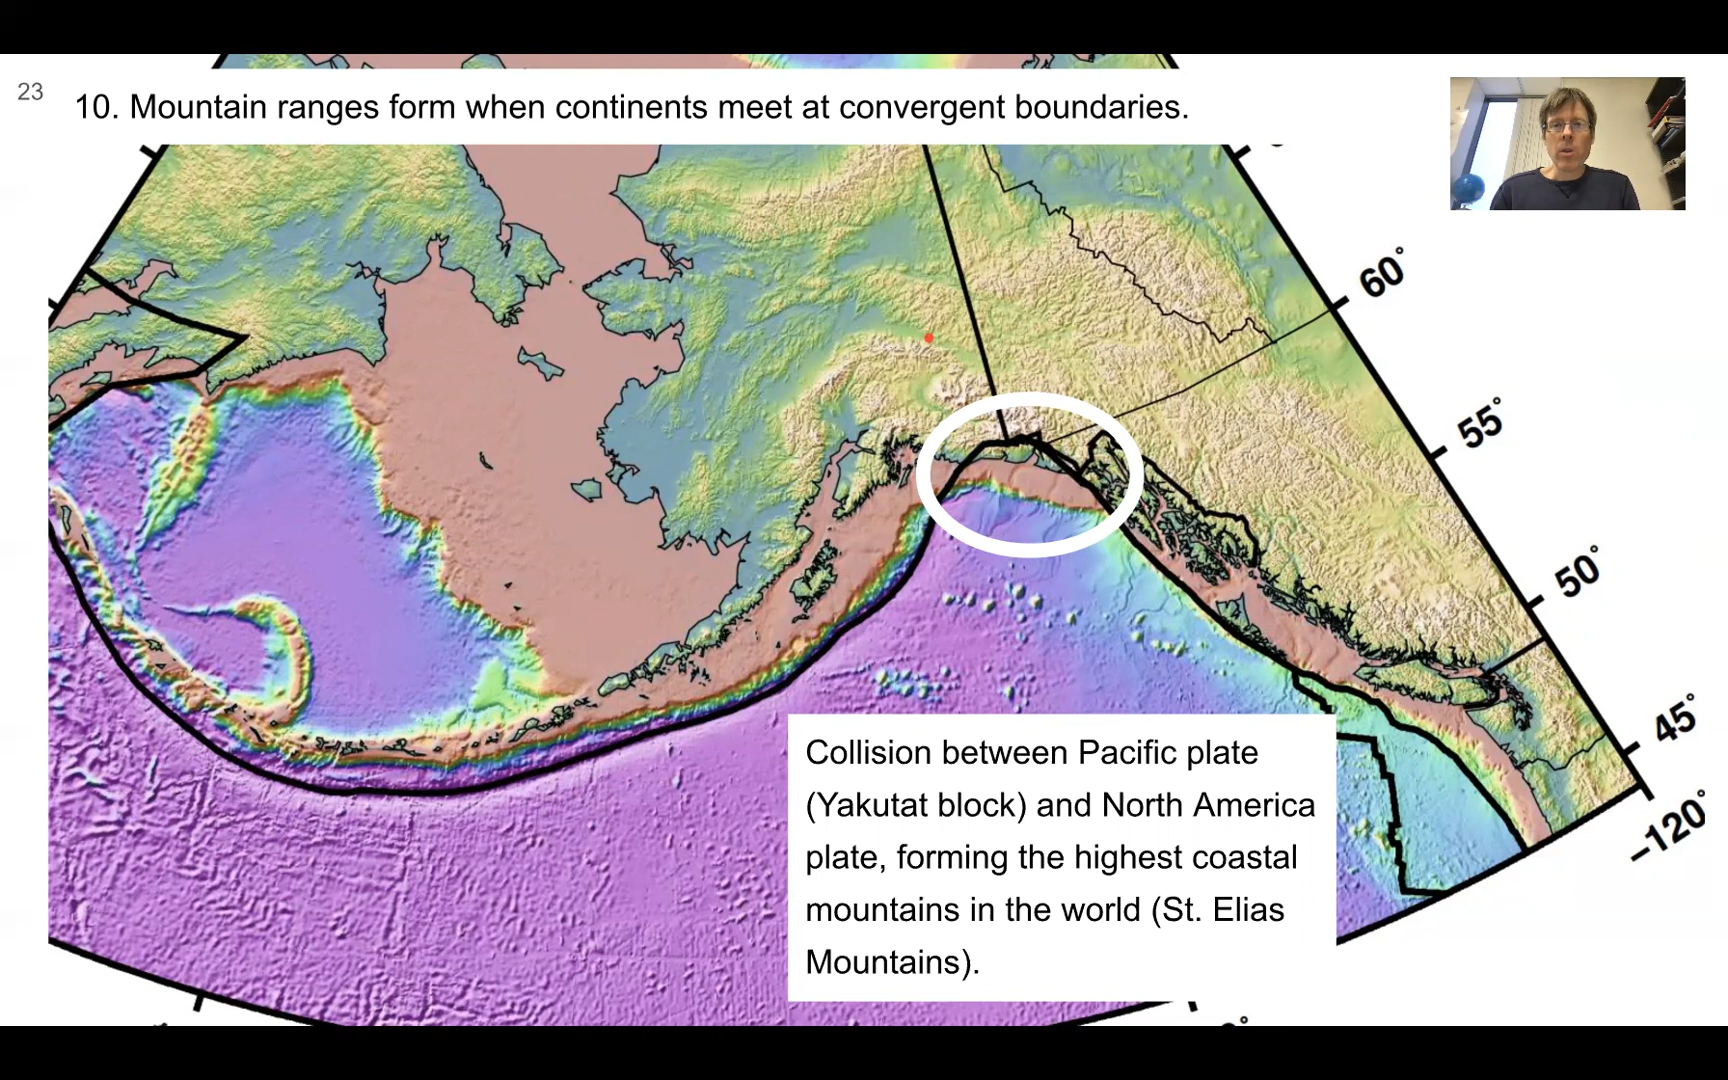 23
10. Mountain ranges form when continents meet at convergent boundaries.
60°
55°
50°
45°
-120°
Collision between Pacific plate
(Yakutat block) and North America
plate, forming the highest coastal
mountains in the world (St. Elias
Mountains).